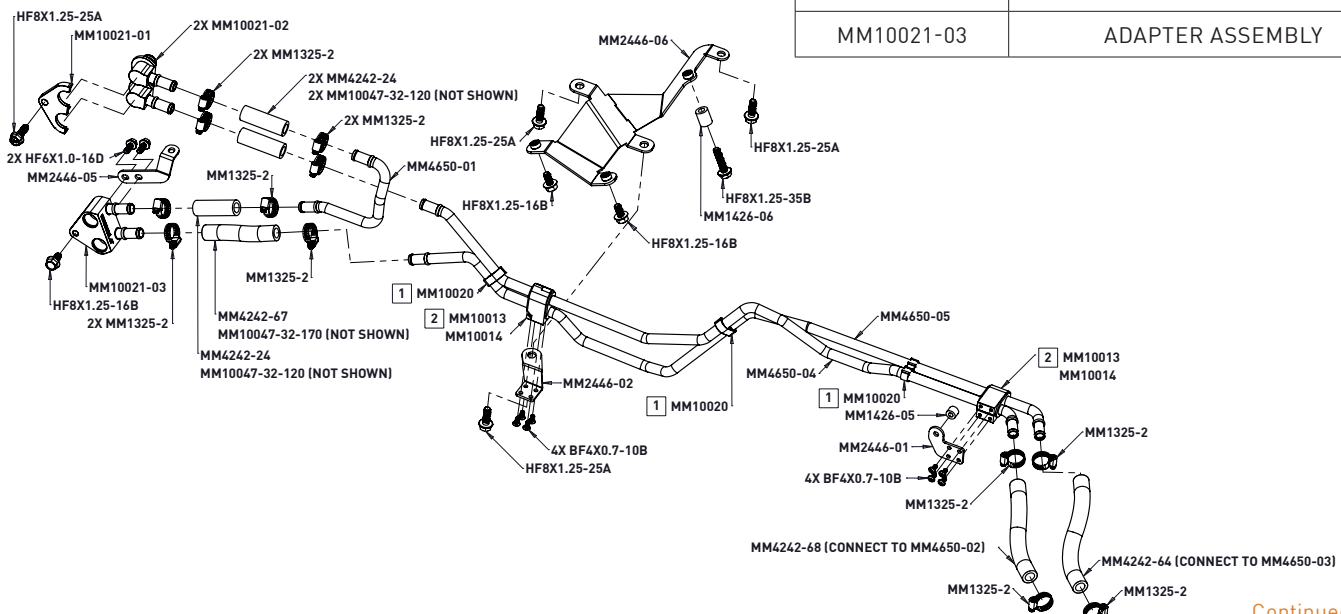 HF8X1.25-25A
MM10021-01
2X MM10021-02
2X MM1325-2
2X MM4242-24
2X MM10047-32-120 (NOT SHOWN)
2X MM1325-2
MM4650-01
2X HF6X1.0-16D
MM2446-05
MM1325-2
MM10021-03
HF8X1.25-16B
2X MM1325-2
MM1325-2
MM4242-67
MM10047-32-170 (NOT SHOWN)
MM4242-24
MM10047-32-120 (NOT SHOWN)
MM2446-06
HF8X1.25-25A
HF8X1.25-25A
HF8X1.25-35B
MM1426-06
HF8X1.25-16B
HF8X1.25-16B
MM10021-03 ADAPTER ASSEMBLY
1 MM10020
2 MM10013
MM10014
MM2446-02
4X BF4X0.7-10B
HF8X1.25-25A
1 MM10020
MM4650-05
MM4650-04
2 MM10013
MM10014
1 MM10020
MM1426-05
MM2446-01
4X BF4X0.7-10B
MM1325-2
MM1325-2
MM4242-68 (CONNECT TO MM4650-02)
MM4242-64 (CONNECT TO MM4650-03)
MM1325-2
MM1325-2
Continue